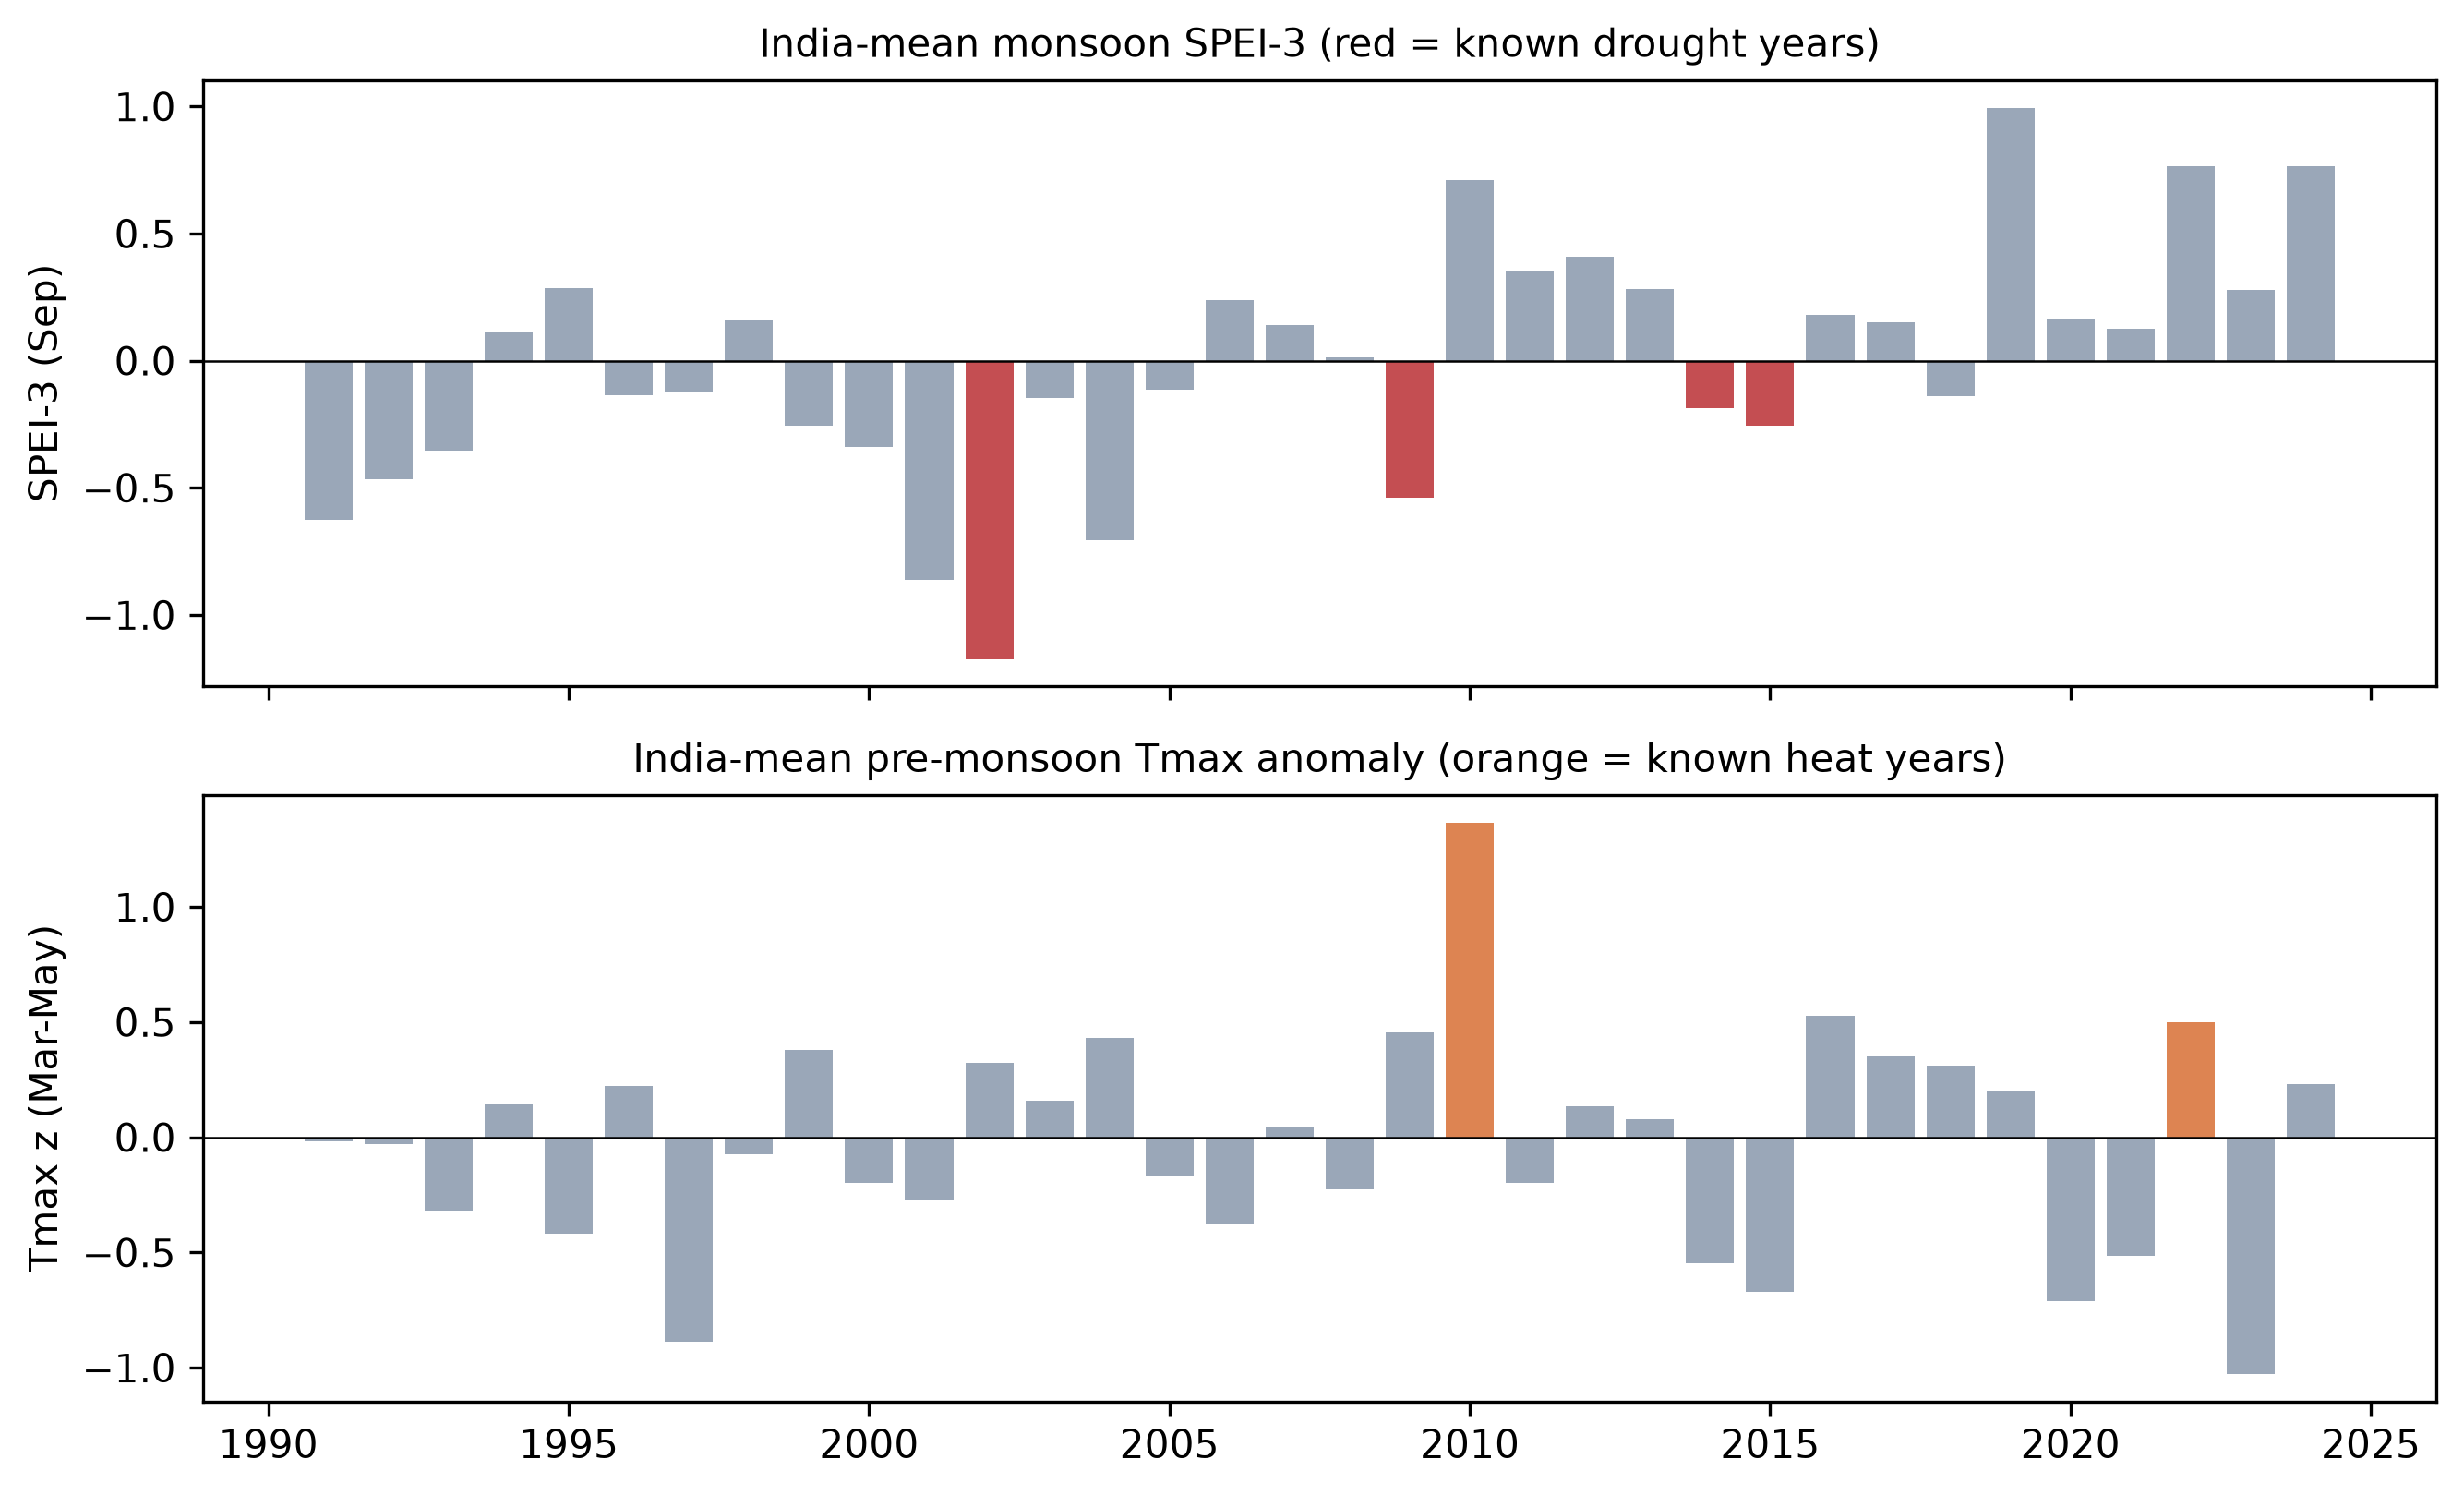 India-mean monsoon SPEI-3 (red = known drought years)
SPEI-3 (Sep)
1.0
0.5
0.0
−0.5
−1.0
India-mean pre-monsoon Tmax anomaly (orange = known heat years)
Tmax z (Mar-May)
1.0
0.5
0.0
−0.5
−1.0
1990 1995 2000 2005 2010 2015 2020 2025